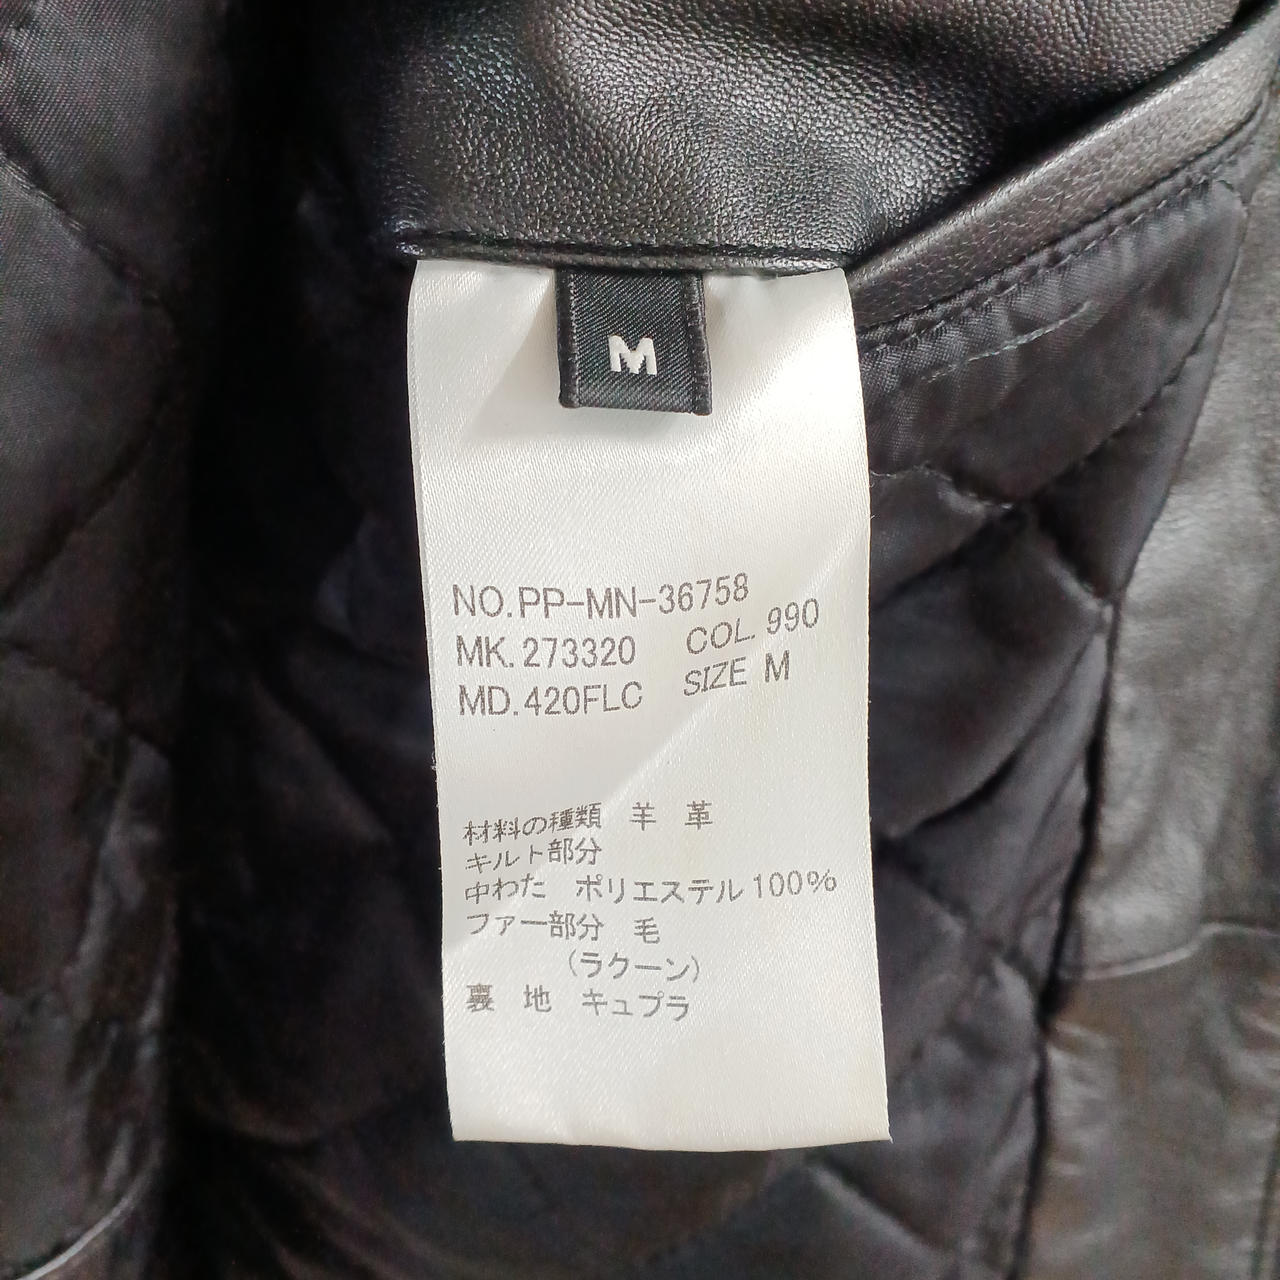 M
NO.PP-MN-36758
MK.273320 COL.990
MD.420FLC SIZE M
材料の種類 羊 革
キルト部分
中わた ポリエステル100%
ファー部分 毛
(ラクーン)
裏 地 キュプラ